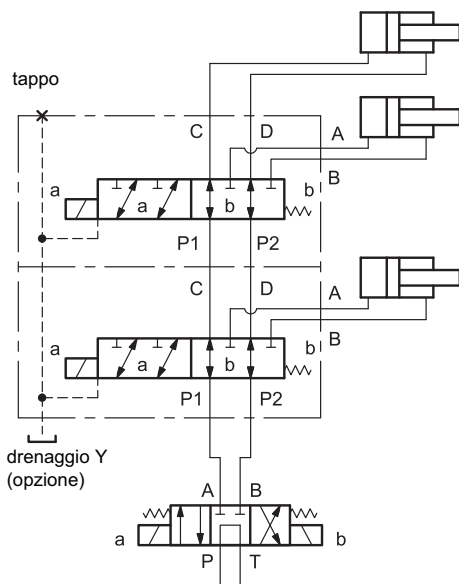 tappo
C D A
B
a b
a b
P1 P2
C D A
B
a b
a b
P1 P2
drenaggio Y
(opzione)
A B
a b
P T